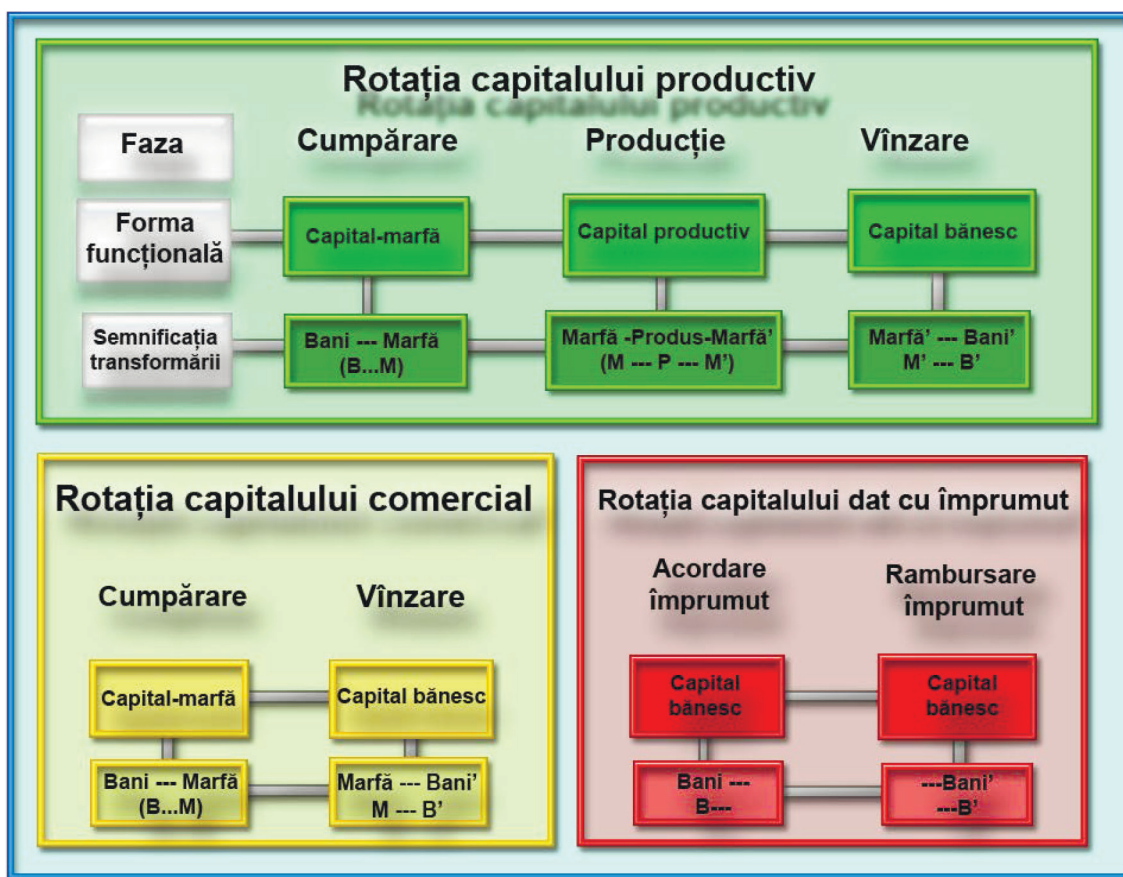 Rotația capitalului productiv
Faza
Cumpărare
Producție
Vînzare
Forma
funcțională
Capital-marfă
Capital productiv
Capital bănesc
Semnificația
transformării
Bani --- Marfă
(B...M)
Marfă -Produs-Marfă’
(M --- P --- M’)
Marfă’ --- Bani’
M’ --- B’
Rotația capitalului comercial
Cumpărare
Vînzare
Capital-marfă
Capital bănesc
Bani --- Marfă
(B...M)
Marfă --- Bani’
M --- B’
Rotația capitalului dat cu împrumut
Acordare
împrumut
Rambursare
împrumut
Capital
bănesc
Capital
bănesc
Bani ---
B---
---Bani’
---B’